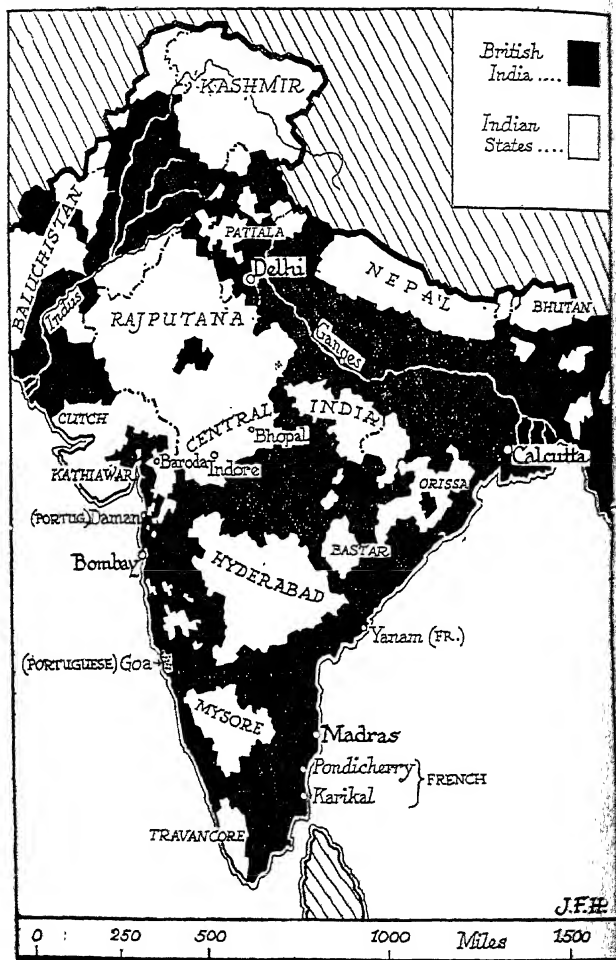 British
India ....
Indian
States ....
KASHMIR
BALUCHISTAN
PATIALA
Delhi
NEPAL
BHUTAN
Indus
RAJPUTANA
Ganges
CUTCH
CENTRAL INDIA
Bhopal
Calcutta
KATHIAWAR
Baroda
Indore
ORISSA
(PORTUG.) Daman
BASTAR
Bombay
HYDERABAD
Yanam (FR.)
(PORTUGUESE) Goa
MYSORE
Madras
Pondicherry
Karikal
FRENCH
TRAVANCORE
J.F.H.
0 250 500 1000 Miles 1500